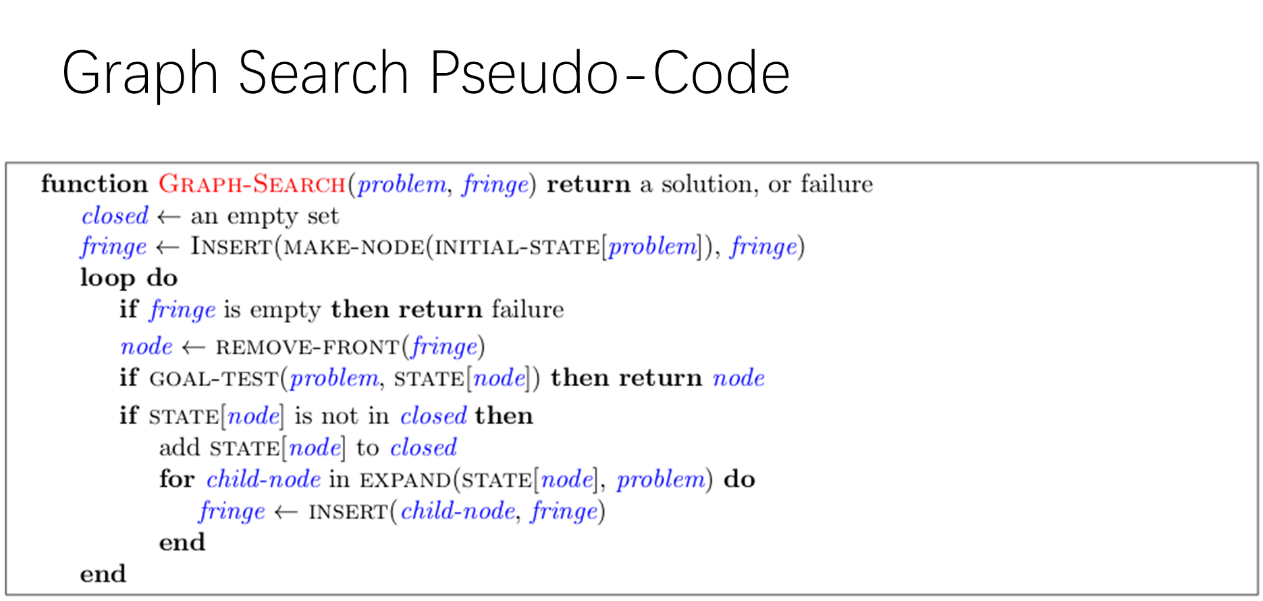 Graph Search Pseudo-Code
function GRAPH-SEARCH(problem, fringe) return a solution, or failure
closed ← an empty set
fringe ← INSERT(MAKE-NODE(INITIAL-STATE[problem]), fringe)
loop do
if fringe is empty then return failure
node ← REMOVE-FRONT(fringe)
if GOAL-TEST(problem, STATE[node]) then return node
if STATE[node] is not in closed then
add STATE[node] to closed
for child-node in EXPAND(STATE[node], problem) do
fringe ← INSERT(child-node, fringe)
end
end